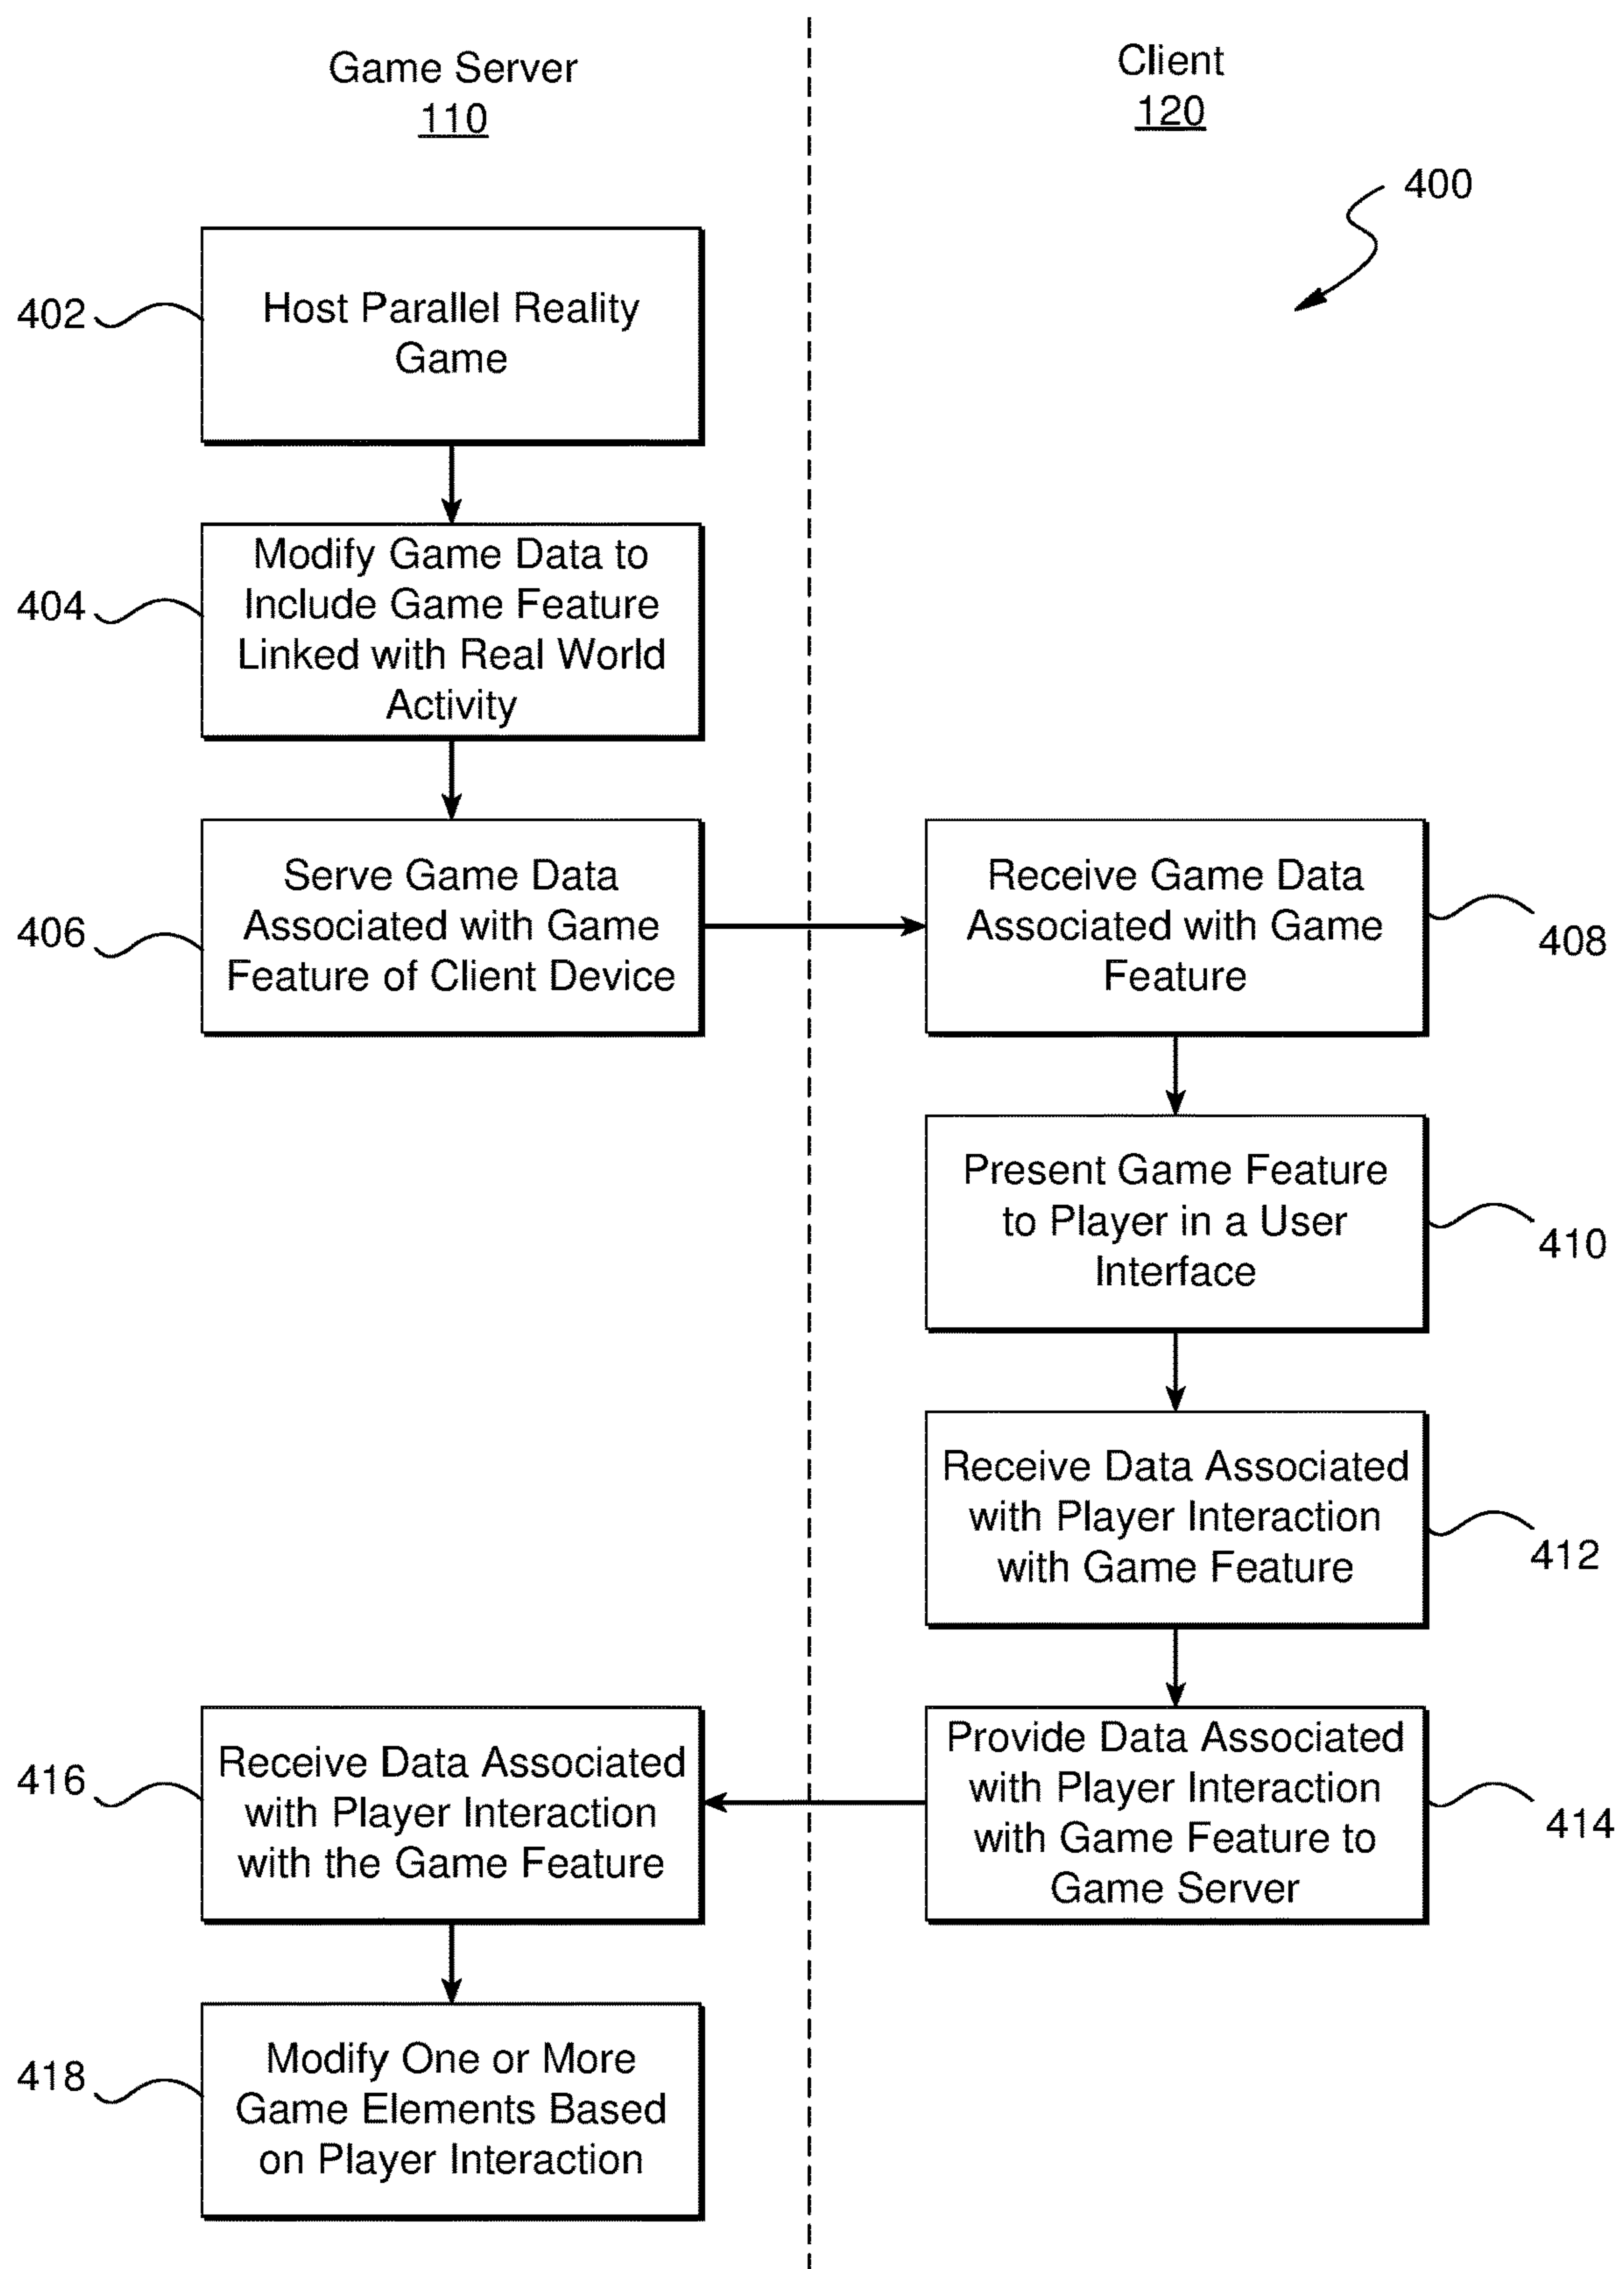 Game Server
110
Client
120
400
402
Host Parallel Reality
Game
404
Modify Game Data to
Include Game Feature
Linked with Real World
Activity
406
Serve Game Data
Associated with Game
Feature of Client Device
Receive Game Data
Associated with Game
Feature
408
Present Game Feature
to Player in a User
Interface
410
Receive Data Associated
with Player Interaction
with Game Feature
412
Provide Data Associated
with Player Interaction
with Game Feature to
Game Server
414
416
Receive Data Associated
with Player Interaction
with the Game Feature
418
Modify One or More
Game Elements Based
on Player Interaction